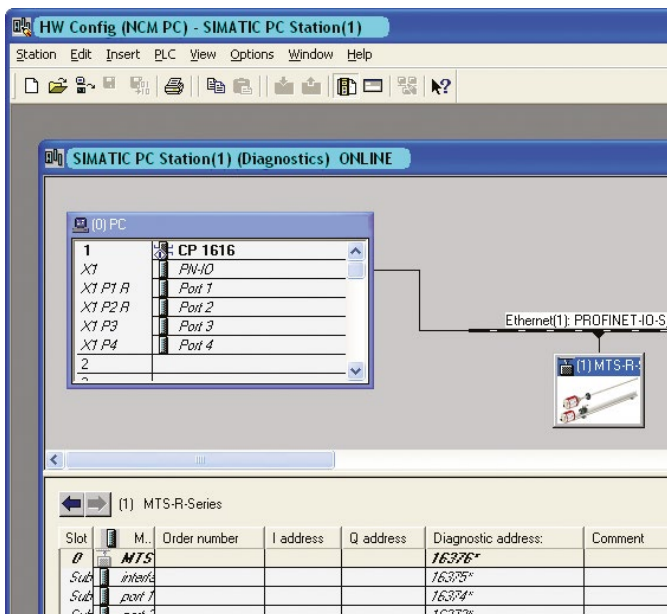 HW Config (NCM PC) - SIMATIC PC Station(1)
Station Edit Insert PLC View Options Window Help
SIMATIC PC Station(1) (Diagnostics) ONLINE
(0) PC
1 CP 1616
X1 PN-IO
X1 P1 R Port 1
X1 P2 R Port 2
X1 P3 Port 3
X1 P4 Port 4
2
Ethernet(1): PROFINET-IO-S
(1) MTS-R-S
(1) MTS-R-Series
Slot M... Order number I address Q address Diagnostic address: Comment
0 MTS 16376*
Sub interfa 16375*
Sub port 1 16374*